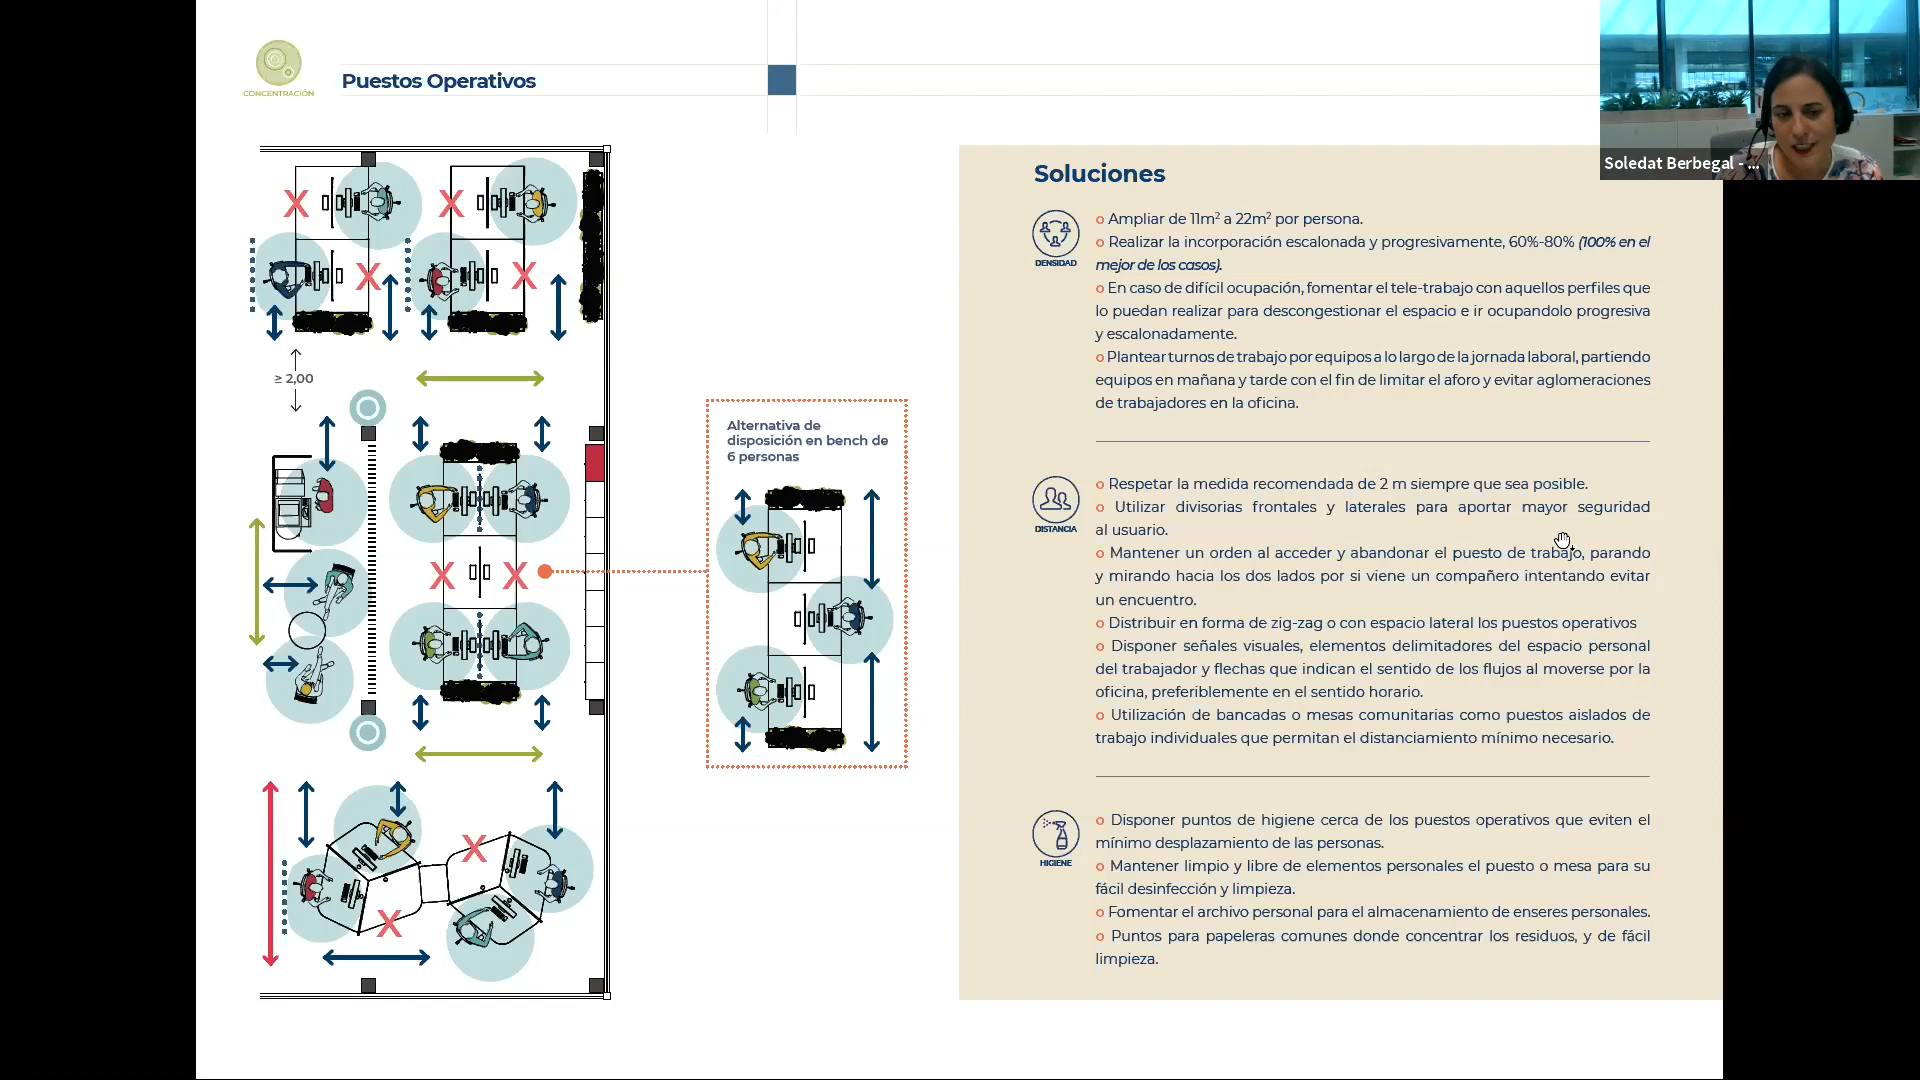 CONCENTRACIÓN
Puestos Operativos
Soledat Berbegal - ...
X
X
X
X
≥ 2,00
X
X
X
X
Alternativa de
disposición en bench de
6 personas
Soluciones
DENSIDAD
o Ampliar de 11m² a 22m² por persona.
o Realizar la incorporación escalonada y progresivamente, 60%-80% (100% en el
mejor de los casos).
o En caso de difícil ocupación, fomentar el tele-trabajo con aquellos perfiles que
lo puedan realizar para descongestionar el espacio e ir ocupandolo progresiva
y escalonadamente.
o Plantear turnos de trabajo por equipos a lo largo de la jornada laboral, partiendo
equipos en mañana y tarde con el fin de limitar el aforo y evitar aglomeraciones
de trabajadores en la oficina.
DISTANCIA
o Respetar la medida recomendada de 2 m siempre que sea posible.
o Utilizar divisorias frontales y laterales para aportar mayor seguridad
al usuario.
o Mantener un orden al acceder y abandonar el puesto de trabajo, parando
y mirando hacia los dos lados por si viene un compañero intentando evitar
un encuentro.
o Distribuir en forma de zig-zag o con espacio lateral los puestos operativos
o Disponer señales visuales, elementos delimitadores del espacio personal
del trabajador y flechas que indican el sentido de los flujos al moverse por la
oficina, preferiblemente en el sentido horario.
o Utilización de bancadas o mesas comunitarias como puestos aislados de
trabajo individuales que permitan el distanciamiento mínimo necesario.
HIGIENE
o Disponer puntos de higiene cerca de los puestos operativos que eviten el
mínimo desplazamiento de las personas.
o Mantener limpio y libre de elementos personales el puesto o mesa para su
fácil desinfección y limpieza.
o Fomentar el archivo personal para el almacenamiento de enseres personales.
o Puntos para papeleras comunes donde concentrar los residuos, y de fácil
limpieza.